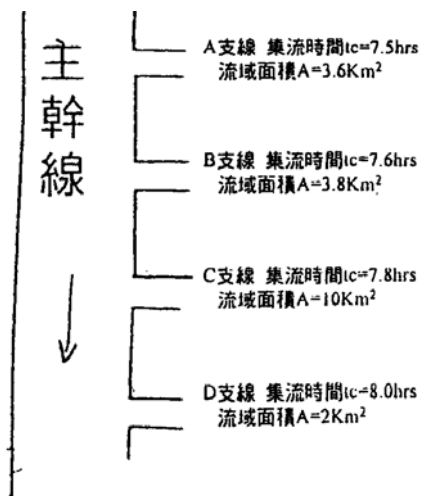 主幹線
A支線 集流時間tc=7.5hrs
流域面積A=3.6Km²
B支線 集流時間tc=7.6hrs
流域面積A=3.8Km²
C支線 集流時間tc=7.8hrs
流域面積A=10Km²
D支線 集流時間tc=8.0hrs
流域面積A=2Km²